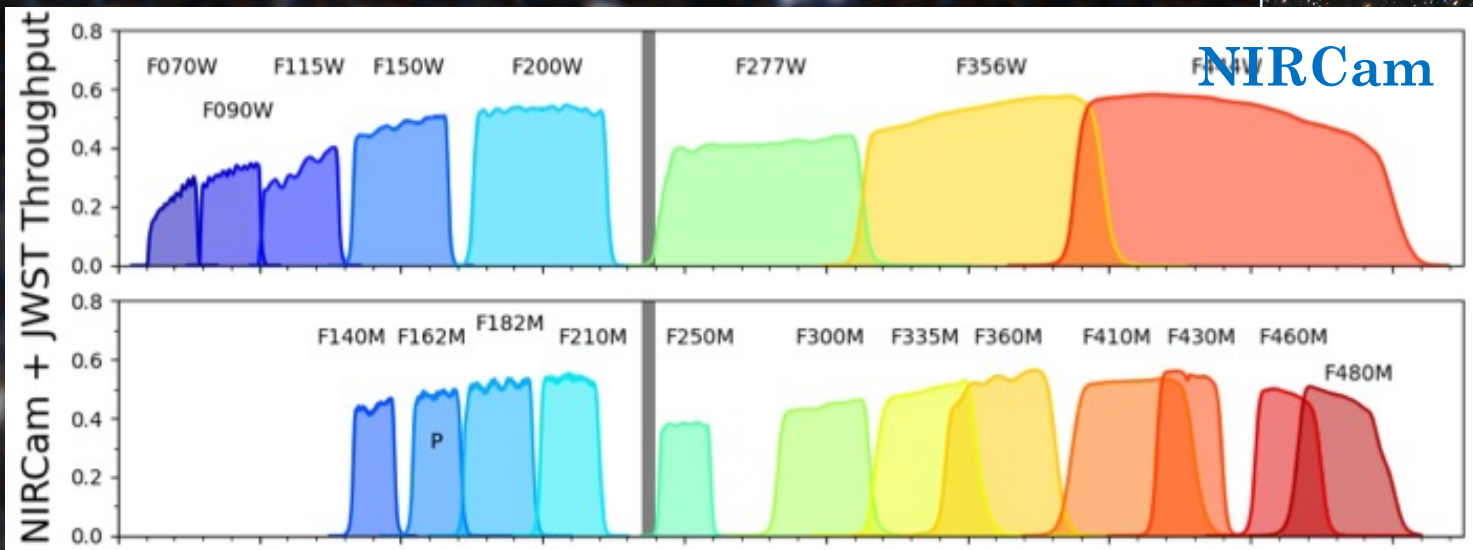 NIRCam + JWST Throughput
NIRCam
0.8
F070W F115W F150W F200W F277W F356W
0.6
F090W
0.4
0.2
0.0
0.8
F182M
F140M F162M F210M F250M F300M F335M F360M F410M F430M F460M
0.6
F480M
0.4
P
0.2
0.0